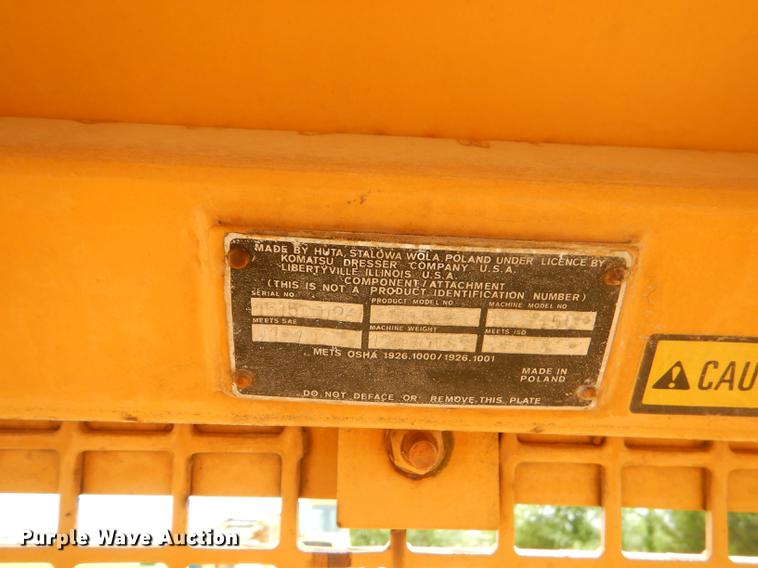 MADE BY HUTA, STALOWA WOLA POLAND UNDER LICENCE BY
KOMATSU DRESSER COMPANY U.S.A.
LIBERTYVILLE ILLINOIS U.S.A.
COMPONENT/ATTACHMENT
(THIS IS NOT A PRODUCT IDENTIFICATION NUMBER)
SERIAL NO PRODUCT MODEL NO MACHINE MODEL NO
MEETS SAE MACHINE WEIGHT MEETS ISO
METS OSHA 1926.1000/1926.1001
MADE IN
POLAND
DO NOT DEFACE OR REMOVE THIS PLATE
CAU
Purple Wave Auction